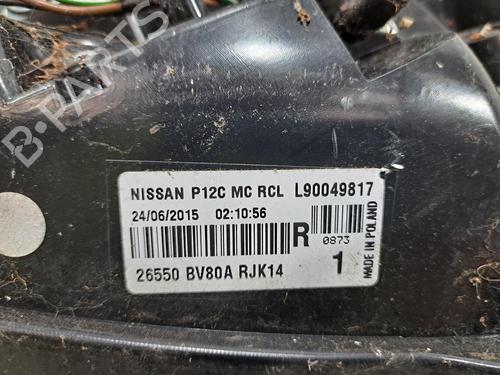 B-PARTS
NISSAN P12C MC RCL L90049817
24/06/2015 02:10:56
R
0873
26550 BV80A RJK14
1
MADE IN POLAND